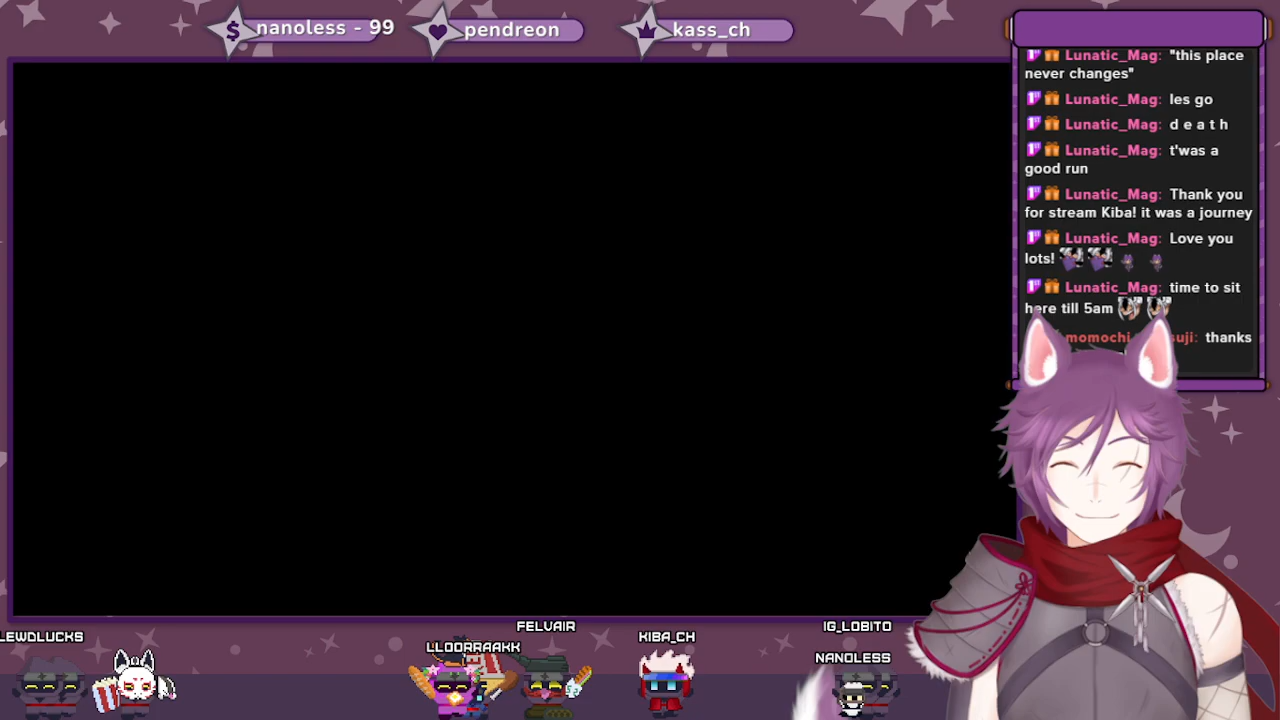 nanoless - 99
pendreon
kass_ch
Lunatic_Mag: "this place
never changes"
Lunatic_Mag: les go
Lunatic_Mag: d e a t h
Lunatic_Mag: t'was a
good run
Lunatic_Mag: Thank you
for stream Kiba! it was a journey
Lunatic_Mag: Love you
lots!
Lunatic_Mag: time to sit
here till 5am
thanks
LEWDLUCKS
LLOORRAAKK
FELVAIR
KIBA_CH
IG_LOBITO
NANOLESS